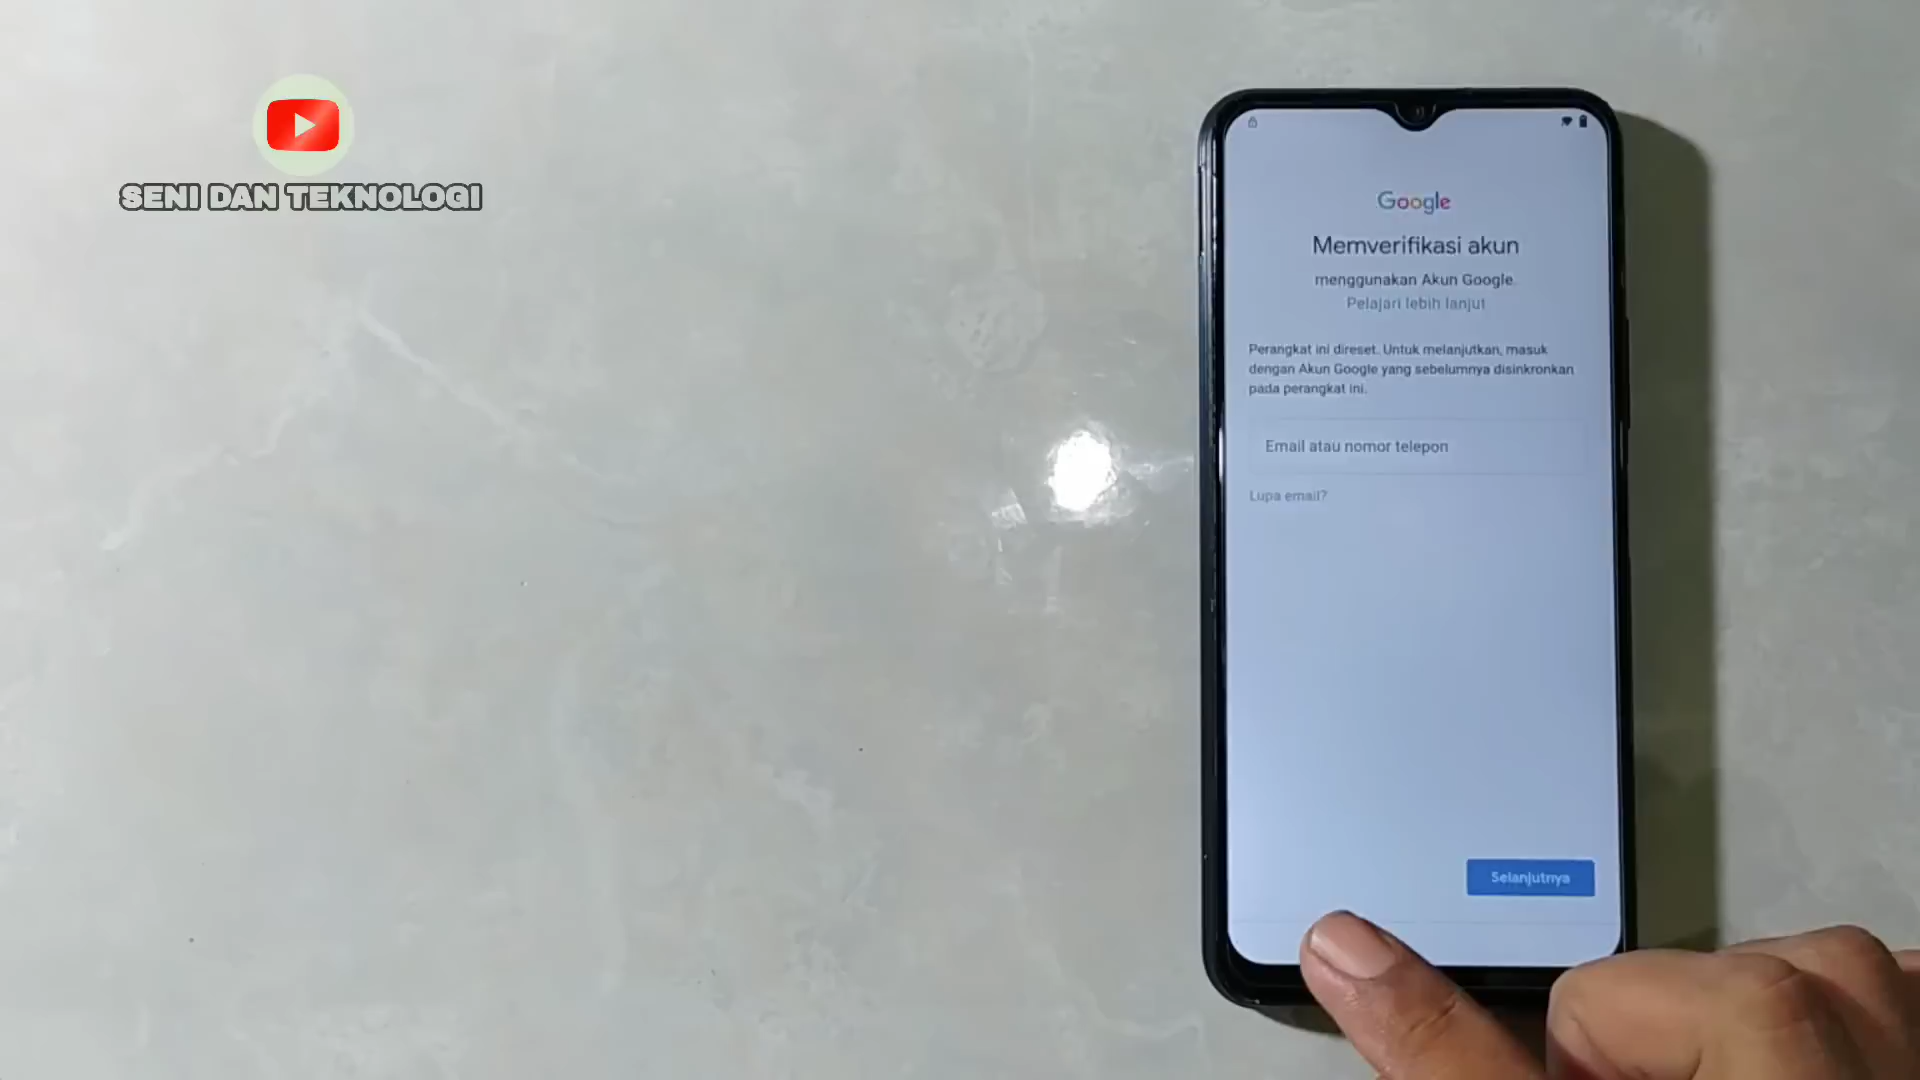 SENI DAN TEKNOLOGI
Google
Memverifikasi akun
menggunakan Akun Google.
Pelajari lebih lanjut
Perangkat ini direset. Untuk melanjutkan, masuk
dengan Akun Google yang sebelumnya disinkronkan
pada perangkat ini.
Email atau nomor telepon
Lupa email?
Selanjutnya